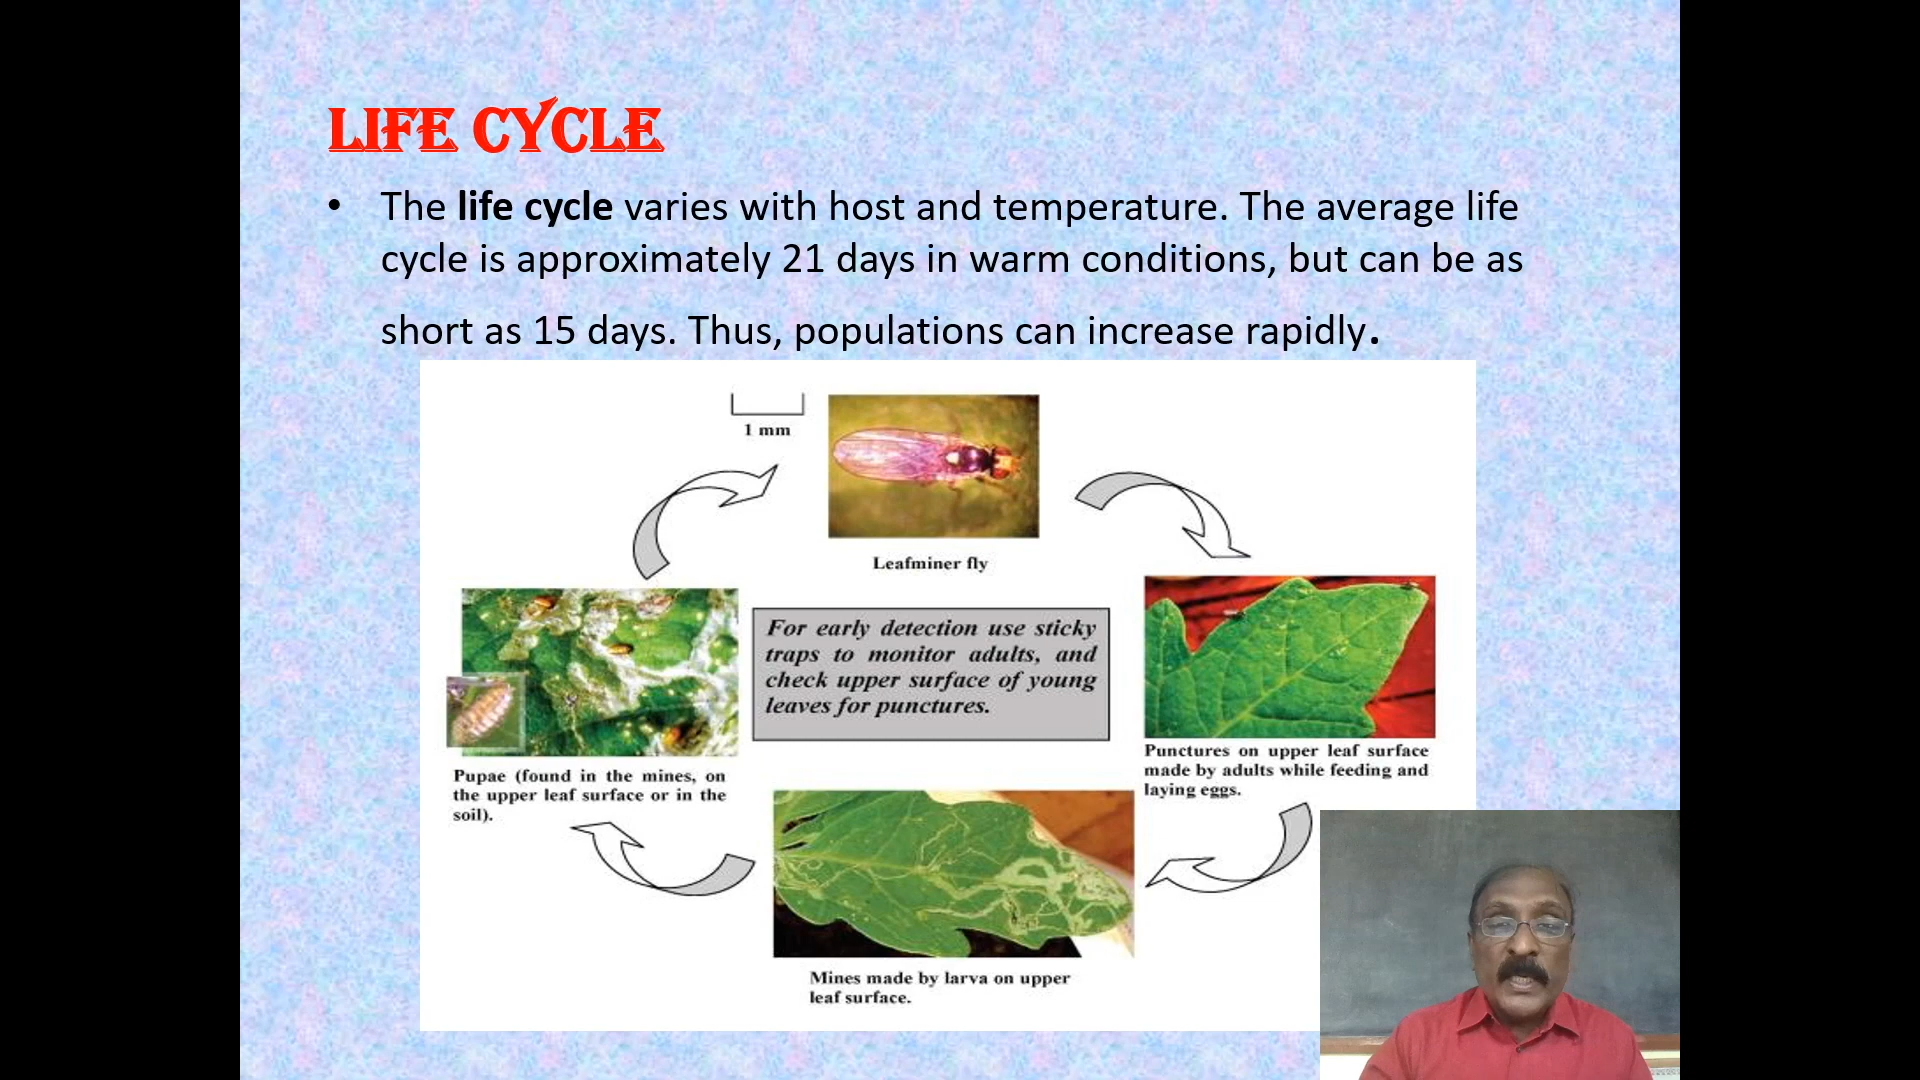 LIFE CYCLE
• The life cycle varies with host and temperature. The average life
cycle is approximately 21 days in warm conditions, but can be as
short as 15 days. Thus, populations can increase rapidly.
1 mm
Leafminer fly
For early detection use sticky
traps to monitor adults, and
check upper surface of young
leaves for punctures.
Punctures on upper leaf surface
made by adults while feeding and
laying eggs.
Pupae (found in the mines, on
the upper leaf surface or in the
soil).
Mines made by larva on upper
leaf surface.